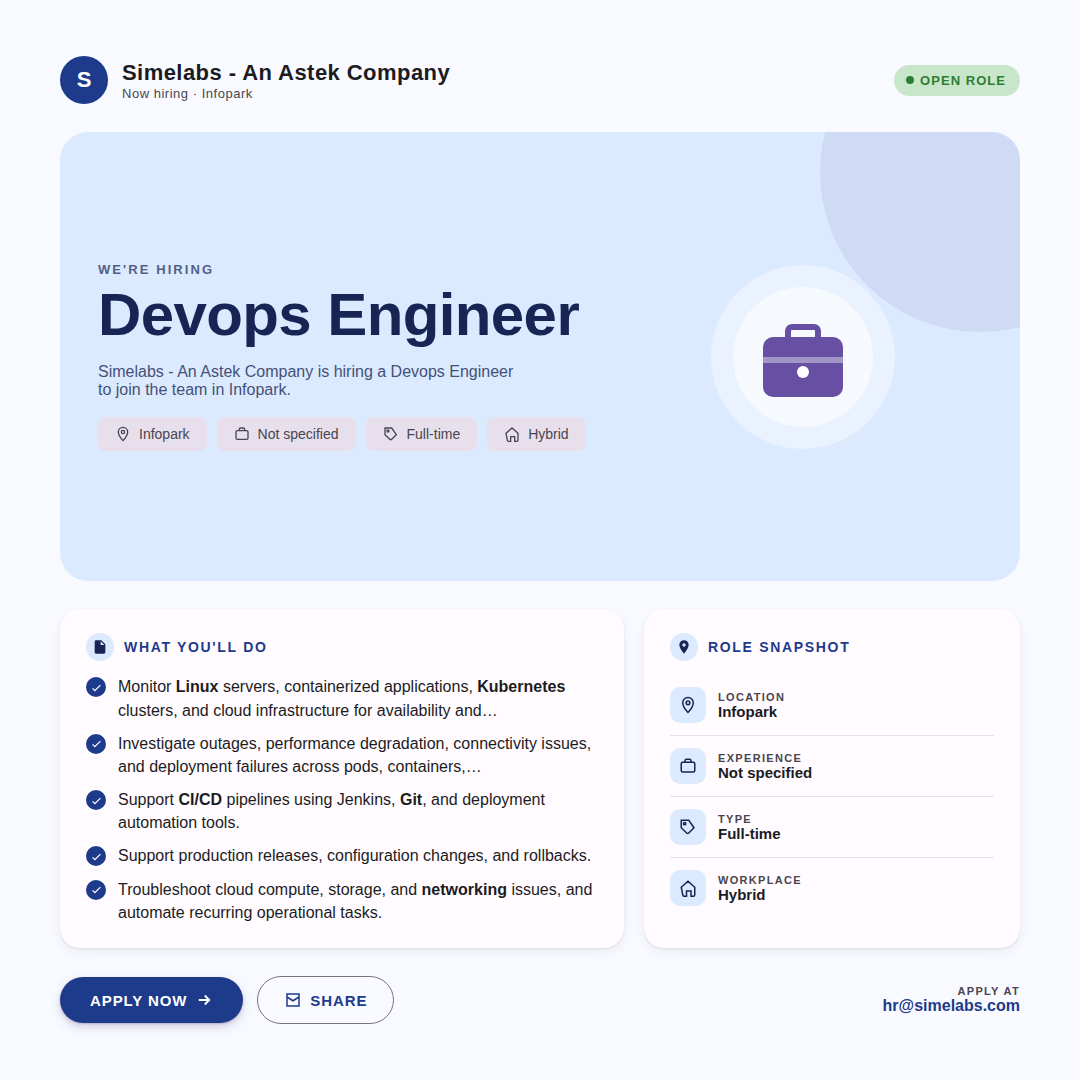 S
Simelabs - An Astek Company
Now hiring · Infopark
OPEN ROLE
WE'RE HIRING
Devops Engineer
Simelabs - An Astek Company is hiring a Devops Engineer
to join the team in Infopark.
Infopark
Not specified
Full-time
Hybrid
WHAT YOU'LL DO
Monitor Linux servers, containerized applications, Kubernetes
clusters, and cloud infrastructure for availability and…
Investigate outages, performance degradation, connectivity issues,
and deployment failures across pods, containers,…
Support CI/CD pipelines using Jenkins, Git, and deployment
automation tools.
Support production releases, configuration changes, and rollbacks.
Troubleshoot cloud compute, storage, and networking issues, and
automate recurring operational tasks.
ROLE SNAPSHOT
LOCATION
Infopark
EXPERIENCE
Not specified
TYPE
Full-time
WORKPLACE
Hybrid
APPLY NOW
SHARE
APPLY AT
hr@simelabs.com